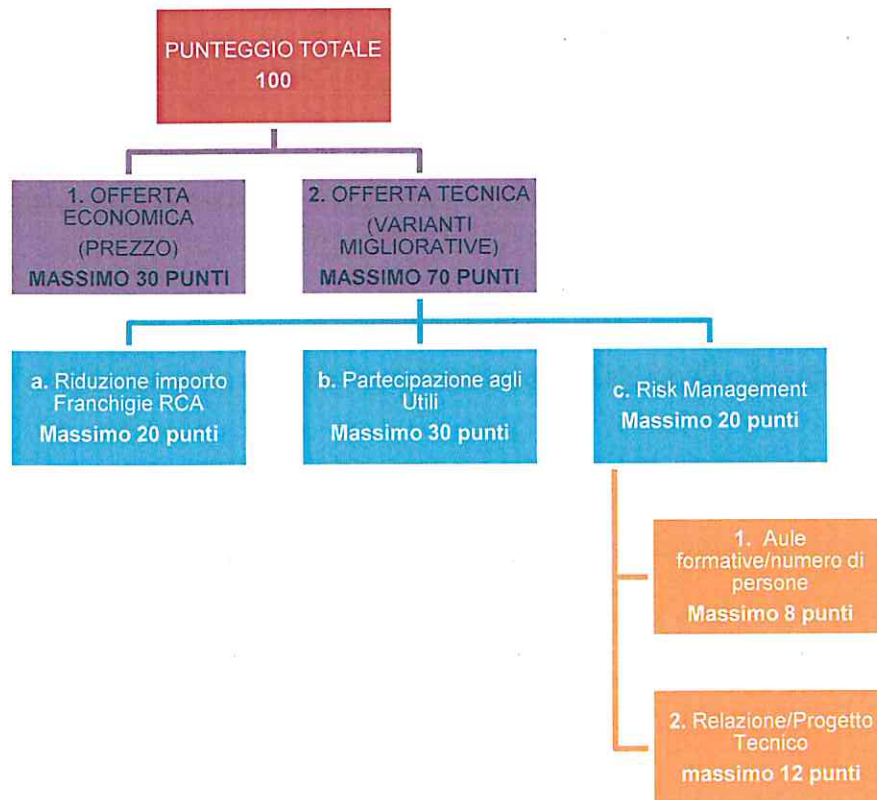 PUNTEGGIO TOTALE
100
1. OFFERTA
ECONOMICA
(PREZZO)
MASSIMO 30 PUNTI
2. OFFERTA TECNICA
(VARIANTI
MIGLIORATIVE)
MASSIMO 70 PUNTI
a. Riduzione importo
Franchigie RCA
Massimo 20 punti
b. Partecipazione agli
Utili
Massimo 30 punti
c. Risk Management
Massimo 20 punti
1. Aule
formative/numero di
persone
Massimo 8 punti
2. Relazione/Progetto
Tecnico
massimo 12 punti